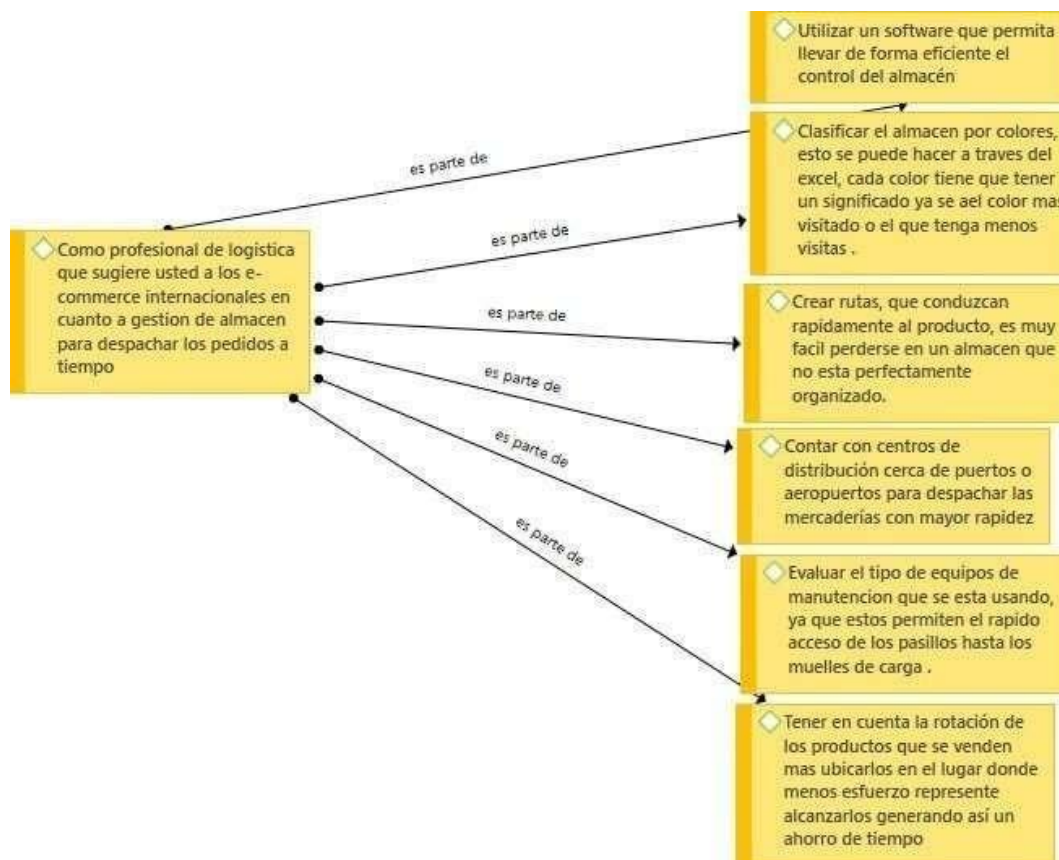 Utilizar un software que permita
llevar de forma eficiente el
control del almacén
Clasificar el almacen por colores,
esto se puede hacer a traves del
excel, cada color tiene que tener
un significado ya se ael color mas
visitado o el que tenga menos
visitas .
Crear rutas, que conduzcan
rapidamente al producto, es muy
facil perderse en un almacen que
no esta perfectamente
organizado.
Contar con centros de
distribución cerca de puertos o
aeropuertos para despachar las
mercaderías con mayor rapidez
Evaluar el tipo de equipos de
manutencion que se esta usando,
ya que estos permiten el rapido
acceso de los pasillos hasta los
muelles de carga .
Tener en cuenta la rotación de
los productos que se venden
mas ubicarlos en el lugar donde
menos esfuerzo represente
alcanzarlos generando así un
ahorro de tiempo
es parte de
es parte de
es parte de
es parte de
es parte de
es parte de
Como profesional de logistica
que sugiere usted a los e-
commerce internacionales en
cuanto a gestion de almacen
para despachar los pedidos a
tiempo